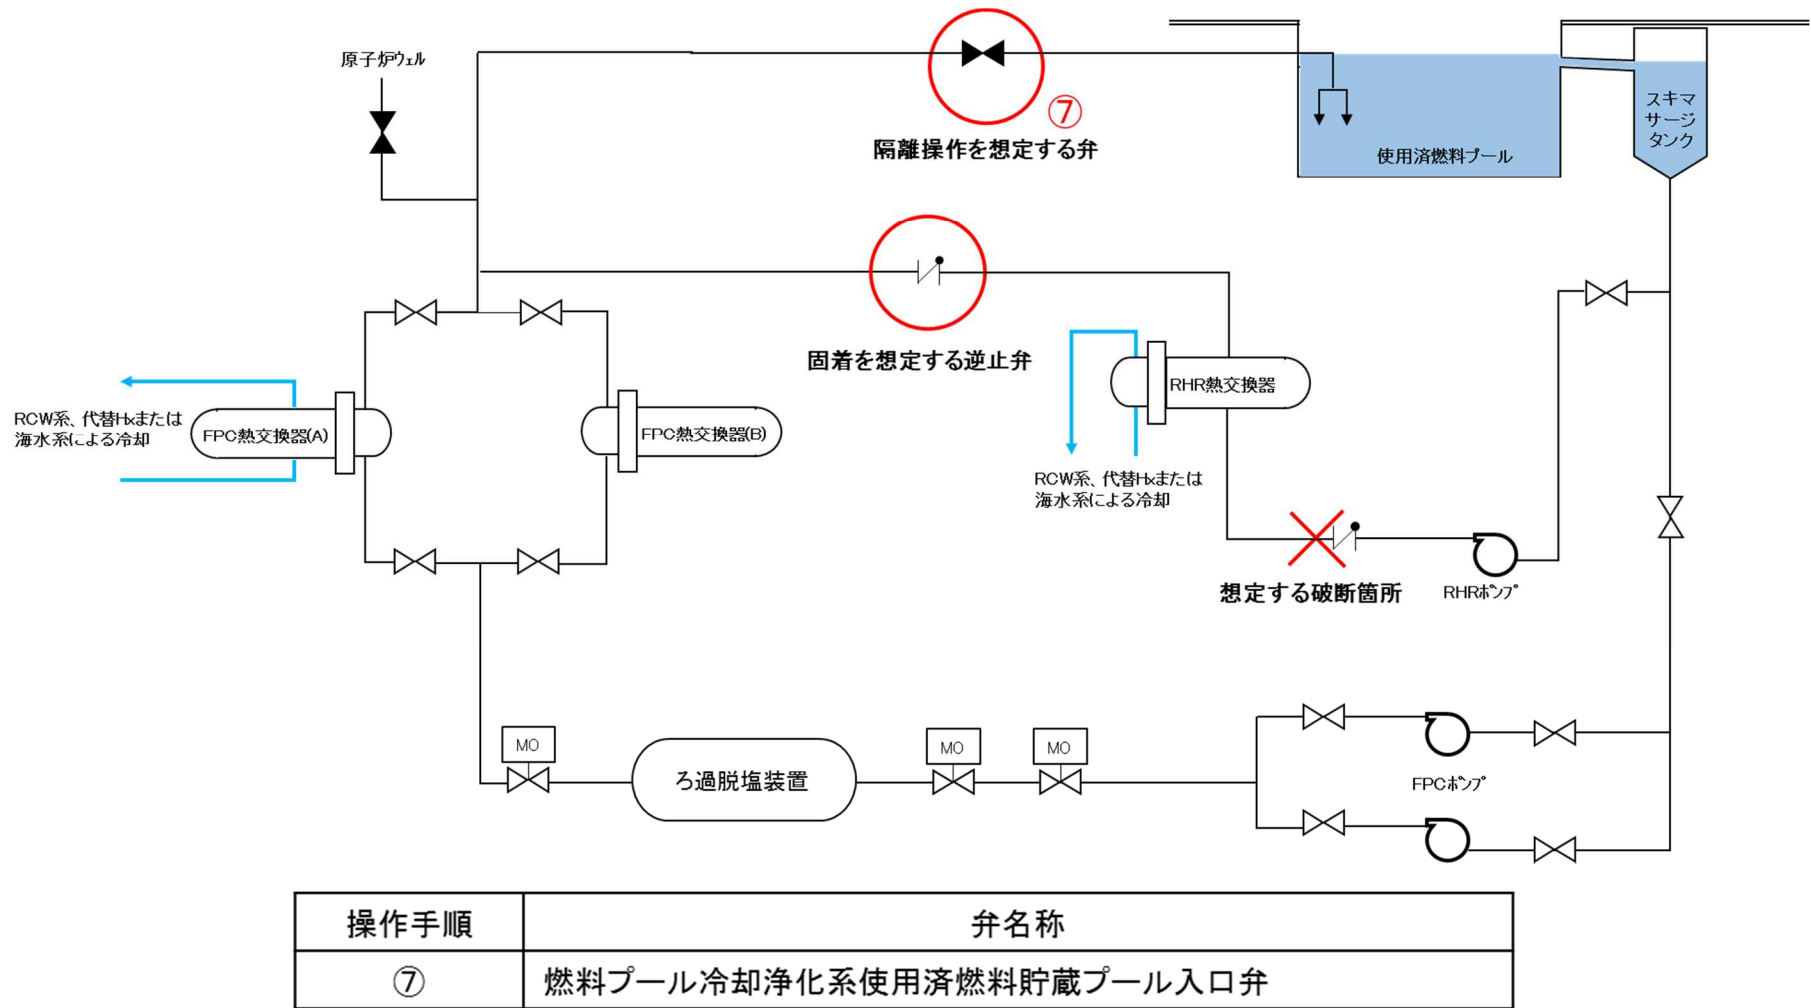 原子炉ウェル
⑦
隔離操作を想定する弁
使用済燃料プール
スキマ
サージ
タンク
固着を想定する逆止弁
RHR熱交換器
RCW系、代替Hxまたは
海水系による冷却
FPC熱交換器(A)
FPC熱交換器(B)
RCW系、代替Hxまたは
海水系による冷却
想定する破断箇所
RHRポンプ
MO
ろ過脱塩装置
MO
MO
FPCポンプ
操作手順 弁名称
⑦ 燃料プール冷却浄化系使用済燃料貯蔵プール入口弁